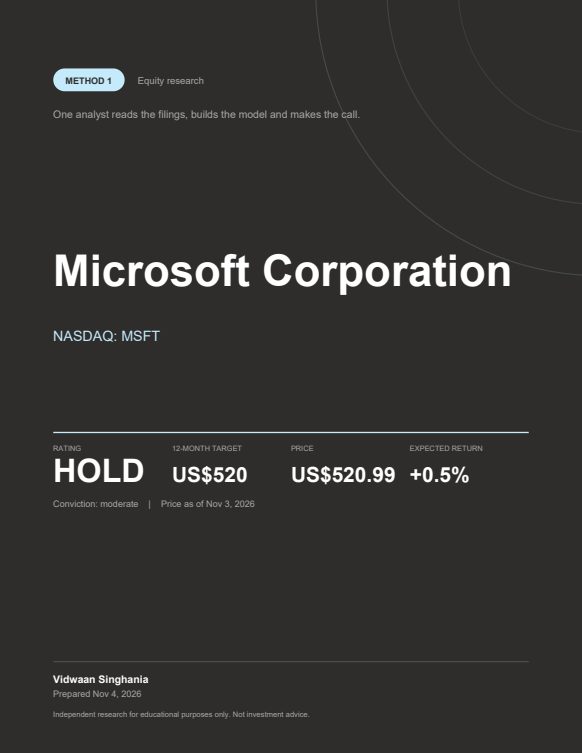 METHOD 1 Equity research
One analyst reads the filings, builds the model and makes the call.
Microsoft Corporation
NASDAQ: MSFT
RATING 12-MONTH TARGET PRICE EXPECTED RETURN
HOLD US$520 US$520.99 +0.5%
Conviction: moderate | Price as of Nov 3, 2026
Vidwaan Singhania
Prepared Nov 4, 2026
Independent research for educational purposes only. Not investment advice.